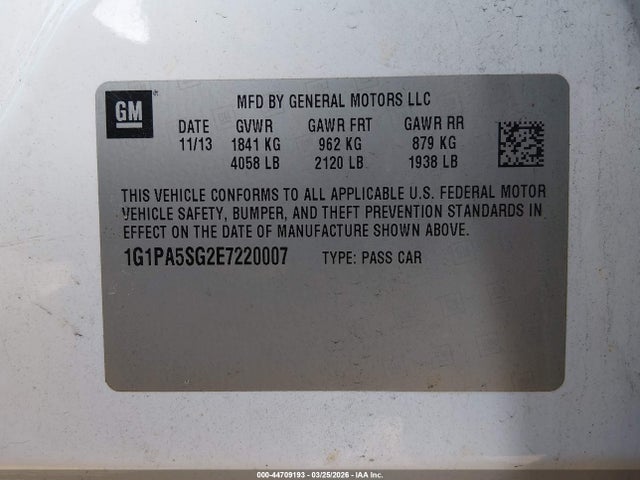 GM
MFD BY GENERAL MOTORS LLC
DATE GVWR GAWR FRT GAWR RR
11/13 1841 KG 962 KG 879 KG
4058 LB 2120 LB 1938 LB
THIS VEHICLE CONFORMS TO ALL APPLICABLE U.S. FEDERAL MOTOR
VEHICLE SAFETY, BUMPER, AND THEFT PREVENTION STANDARDS IN
EFFECT ON THE DATE OF MANUFACTURE SHOWN ABOVE.
1G1PA5SG2E7220007 TYPE: PASS CAR
000-44709193 - 03/25/2026 - IAA Inc.